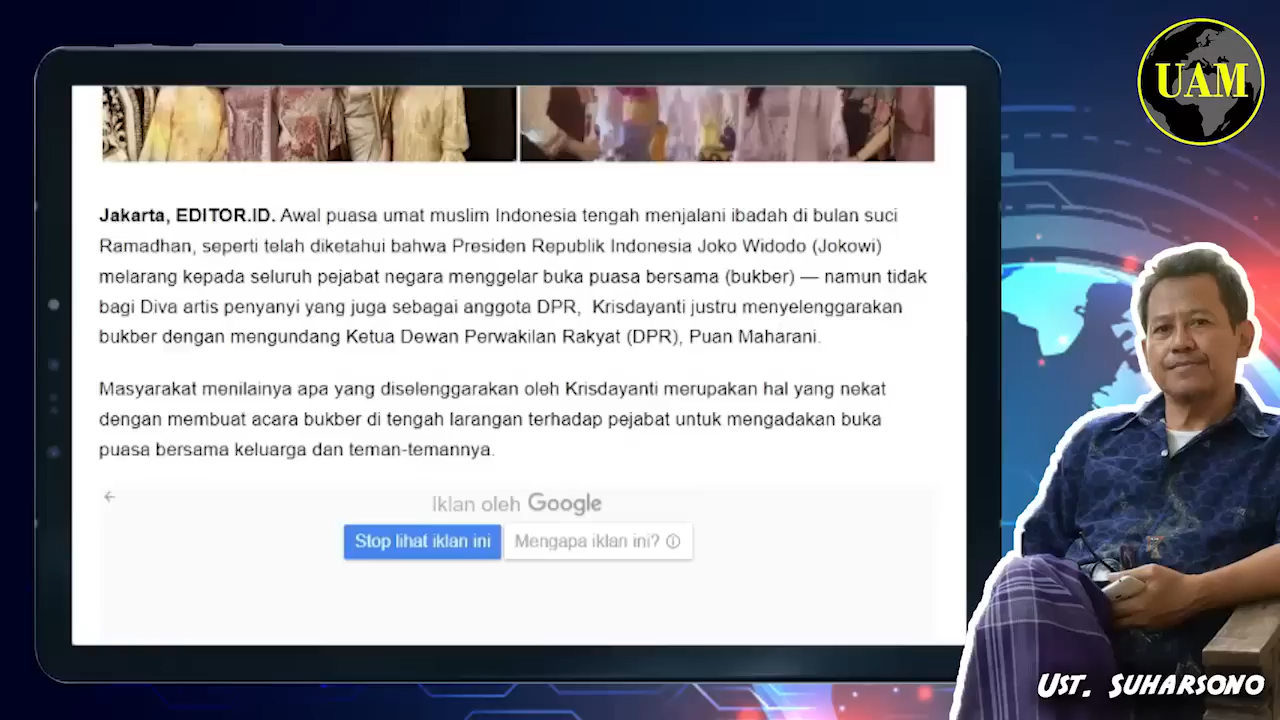 UAM
Jakarta, EDITOR.ID. Awal puasa umat muslim Indonesia tengah menjalani ibadah di bulan suci
Ramadhan, seperti telah diketahui bahwa Presiden Republik Indonesia Joko Widodo (Jokowi)
melarang kepada seluruh pejabat negara menggelar buka puasa bersama (bukber) — namun tidak
bagi Diva artis penyanyi yang juga sebagai anggota DPR, Krisdayanti justru menyelenggarakan
bukber dengan mengundang Ketua Dewan Perwakilan Rakyat (DPR), Puan Maharani.
Masyarakat menilainya apa yang diselenggarakan oleh Krisdayanti merupakan hal yang nekat
dengan membuat acara bukber di tengah larangan terhadap pejabat untuk mengadakan buka
puasa bersama keluarga dan teman-temannya.
Iklan oleh Google
Stop lihat iklan ini Mengapa iklan ini?
Ust. Suharsono